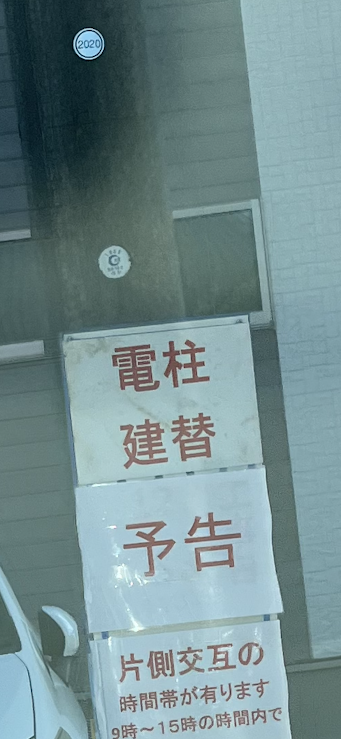 2020
電柱
建替
予告
片側交互の
時間帯が有ります
9時～15時の時間内で